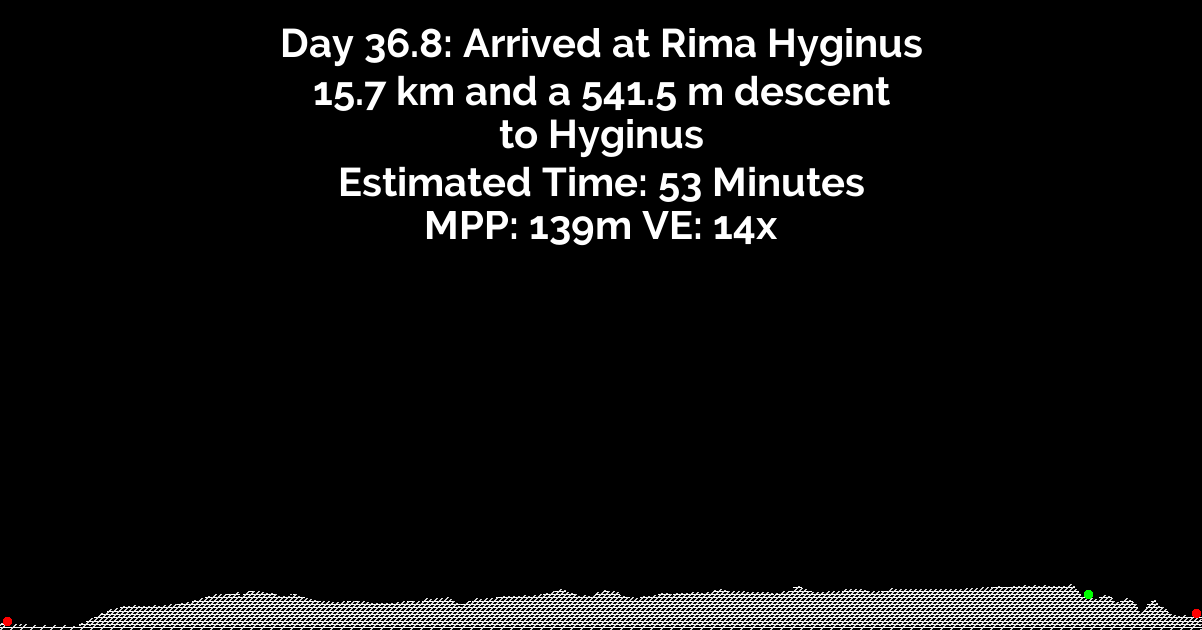 Day 36.8: Arrived at Rima Hyginus
15.7 km and a 541.5 m descent
to Hyginus
Estimated Time: 53 Minutes
MPP: 139m VE: 14x